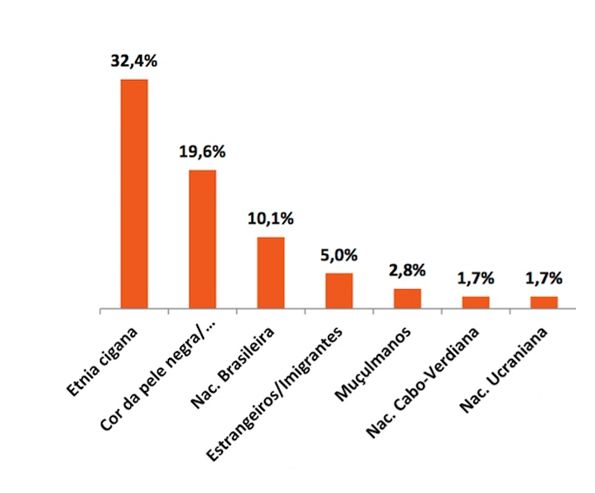 32,4%
19,6%
10,1%
5,0%
2,8%
1,7%
1,7%
Etnia cigana
Cor da pele negra/...
Nac. Brasileira
Estrangeiros/Imigrantes
Muçulmanos
Nac. Cabo-Verdiana
Nac. Ucraniana